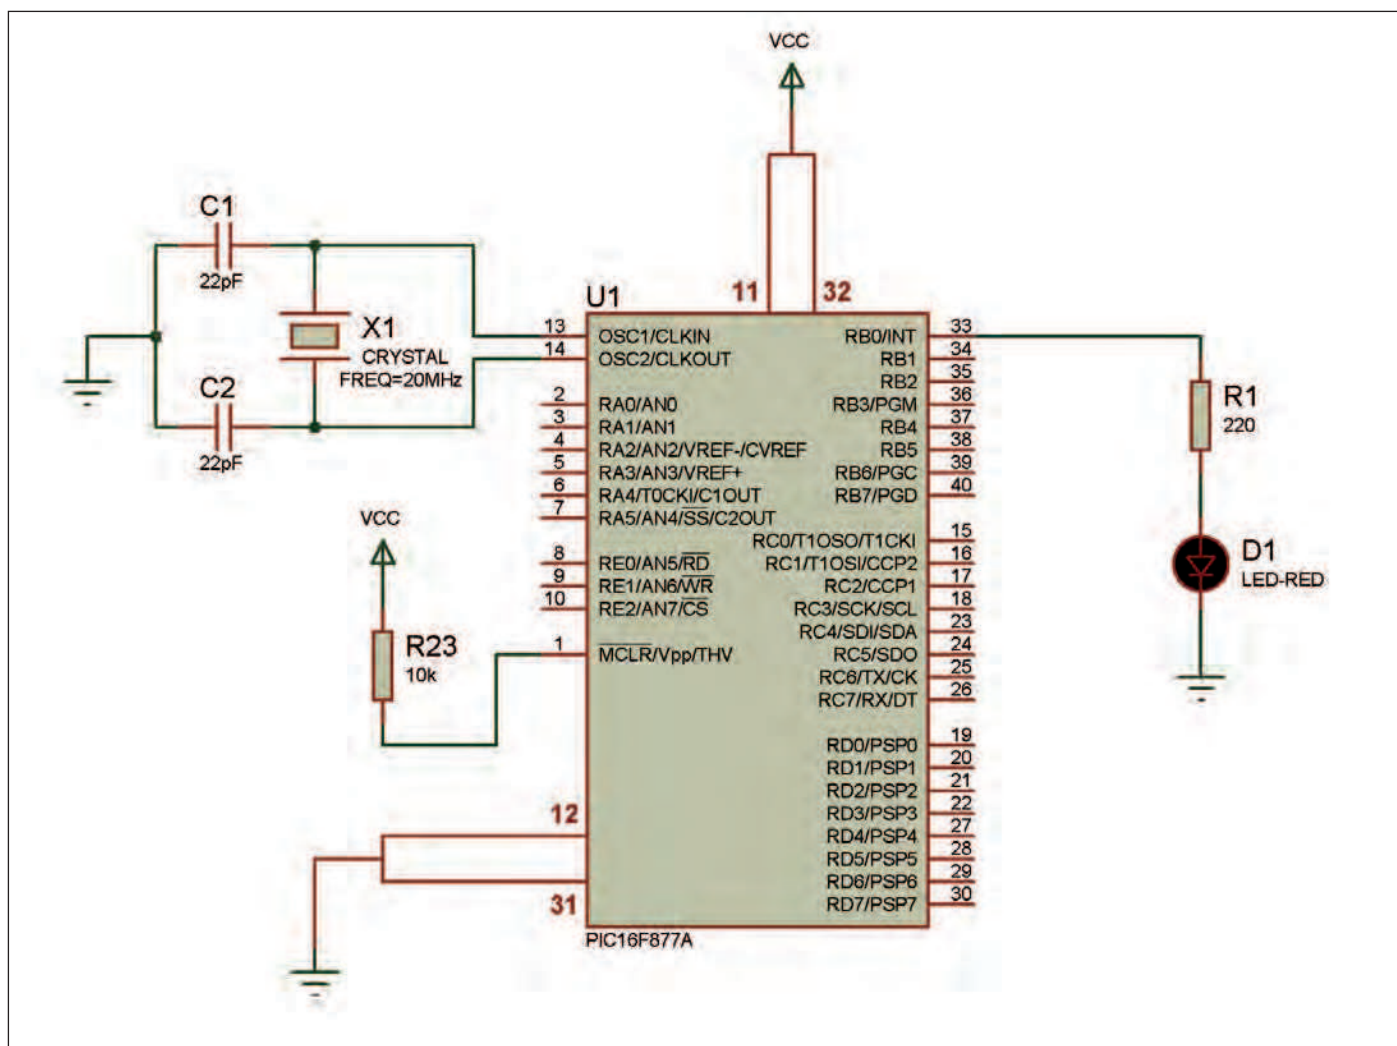 VCC
C1
22pF
X1
CRYSTAL
FREQ=20MHz
C2
22pF
VCC
R23
10k
U1
11
32
13 OSC1/CLKIN
14 OSC2/CLKOUT
2 RA0/AN0
3 RA1/AN1
4 RA2/AN2/VREF-/CVREF
5 RA3/AN3/VREF+
6 RA4/T0CKI/C1OUT
7 RA5/AN4/SS/C2OUT
8 RE0/AN5/RD
9 RE1/AN6/WR
10 RE2/AN7/CS
1 MCLR/Vpp/THV
12
31
RB0/INT 33
RB1 34
RB2 35
RB3/PGM 36
RB4 37
RB5 38
RB6/PGC 39
RB7/PGD 40
RC0/T1OSO/T1CKI 15
RC1/T1OSI/CCP2 16
RC2/CCP1 17
RC3/SCK/SCL 18
RC4/SDI/SDA 23
RC5/SDO 24
RC6/TX/CK 25
RC7/RX/DT 26
RD0/PSP0 19
RD1/PSP1 20
RD2/PSP2 21
RD3/PSP3 22
RD4/PSP4 27
RD5/PSP5 28
RD6/PSP6 29
RD7/PSP7 30
PIC16F877A
R1
220
D1
LED-RED